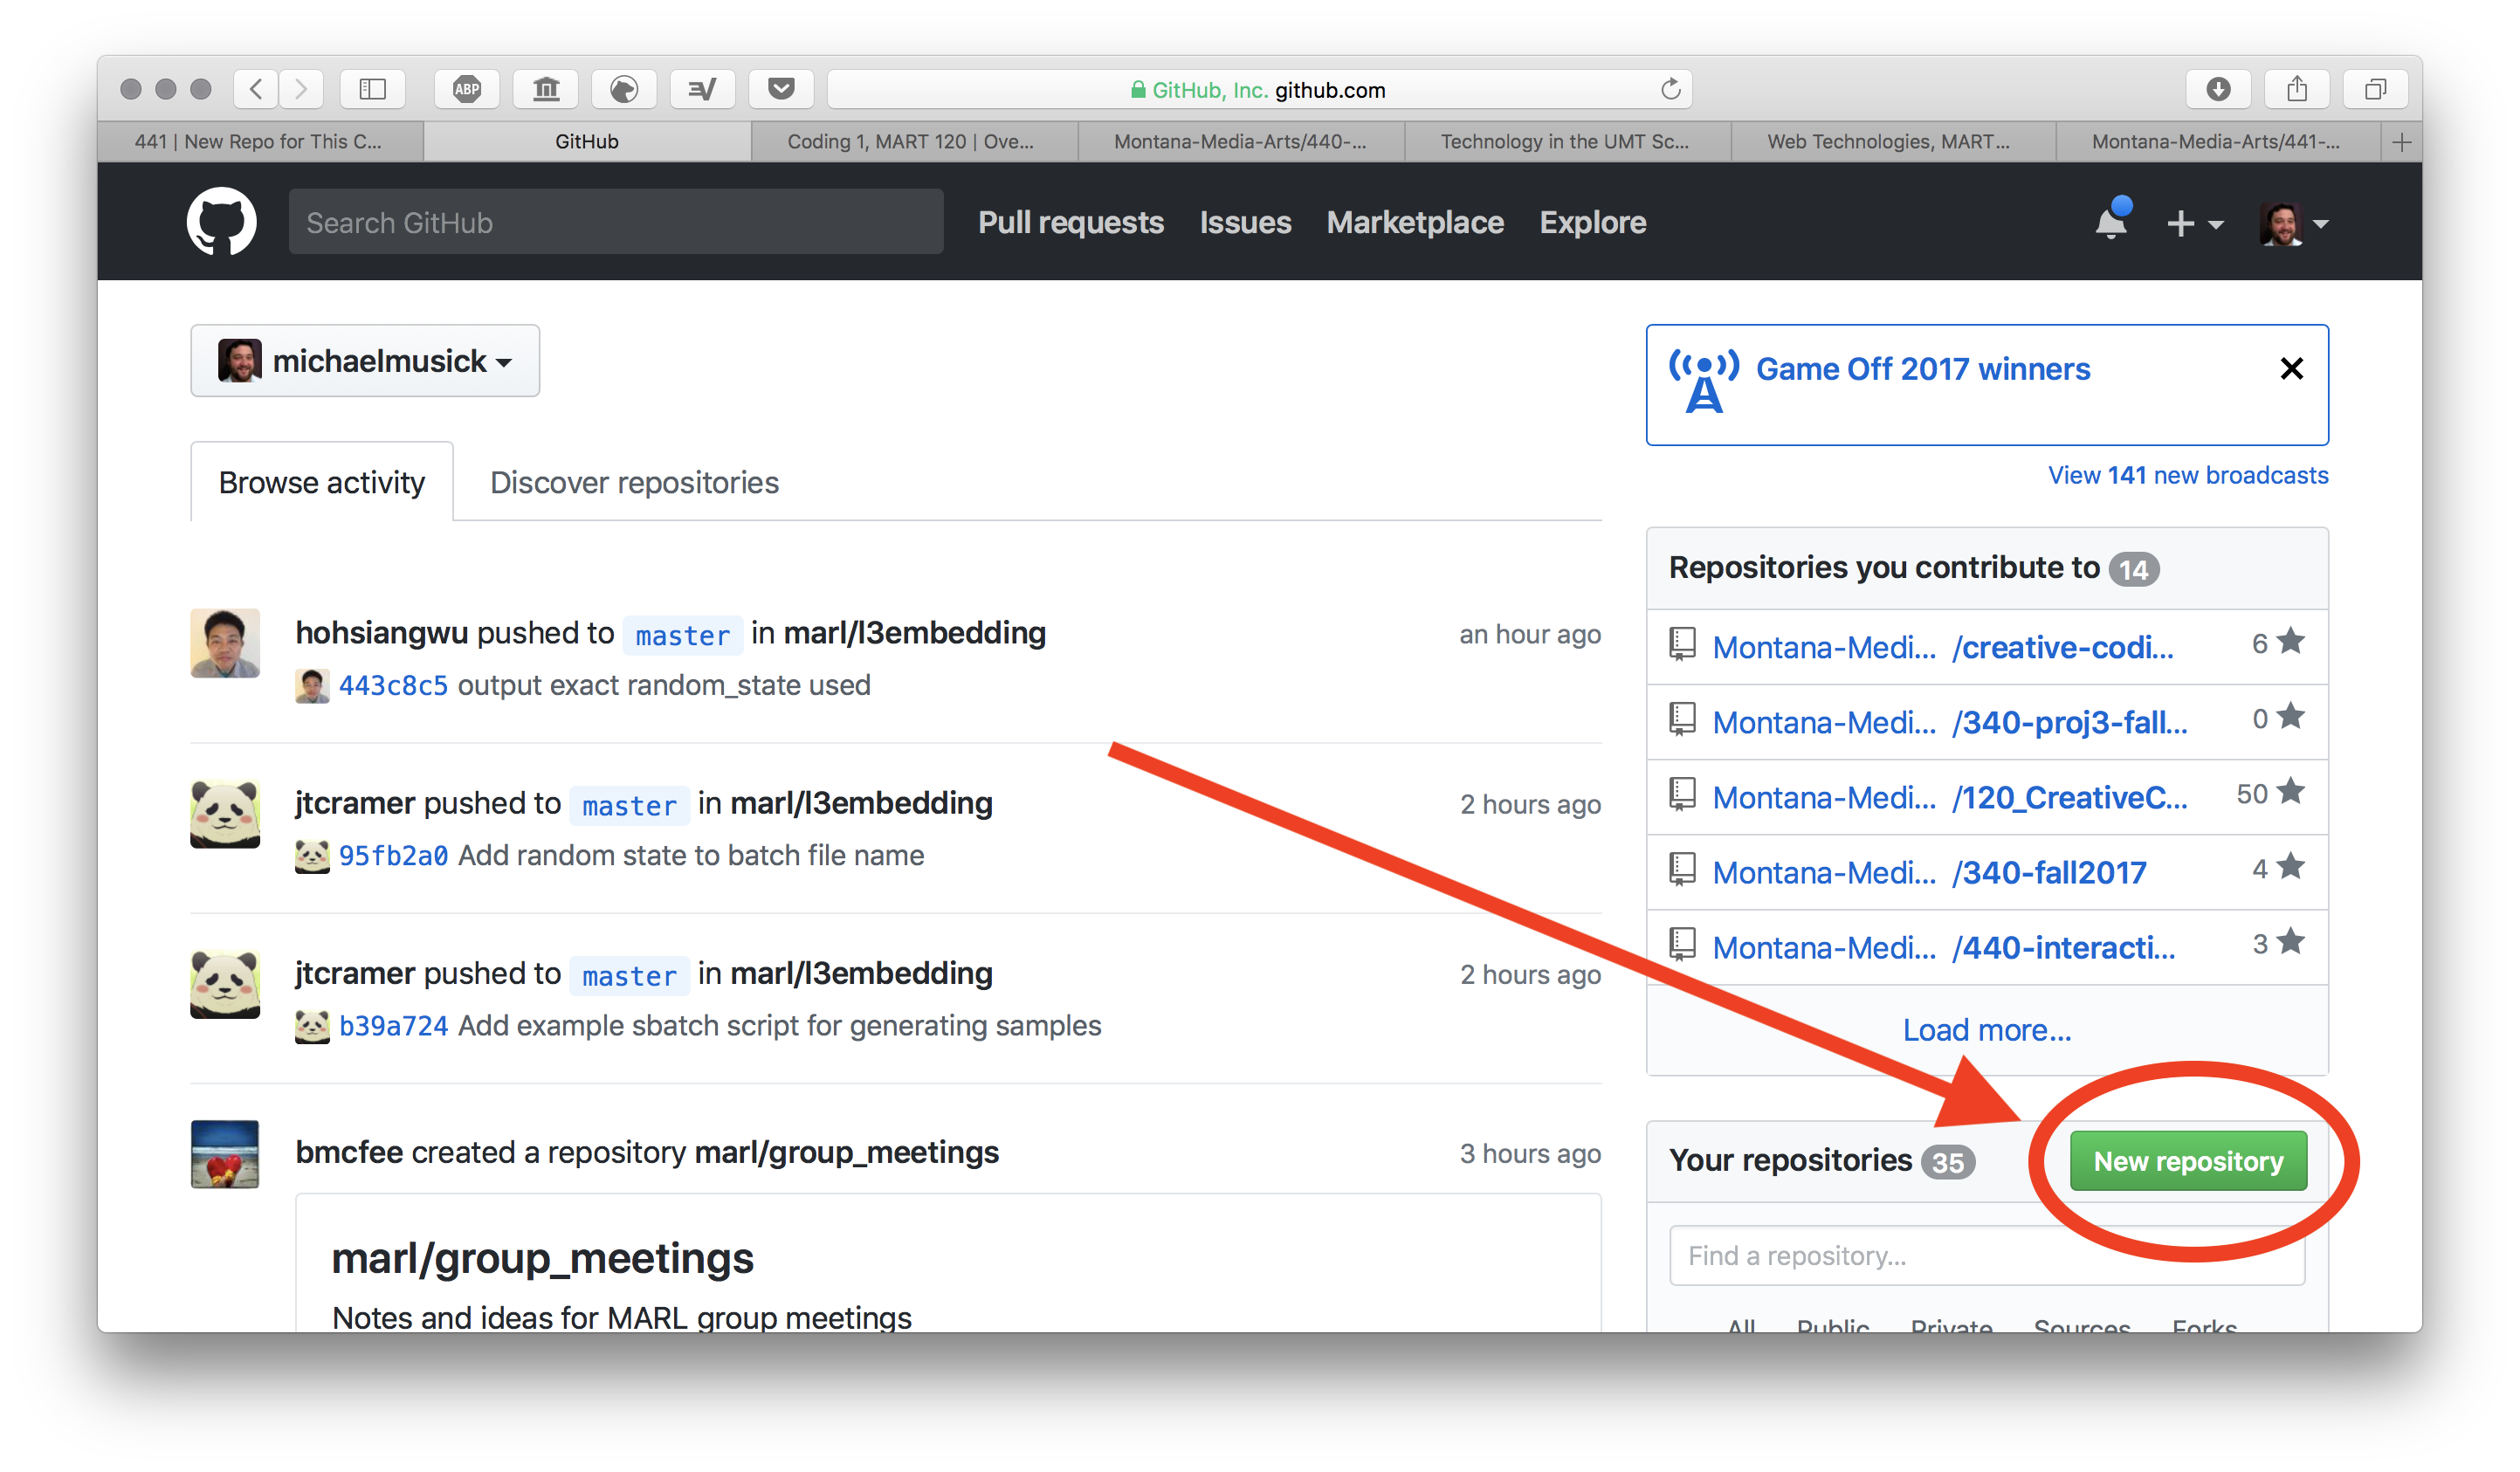 ABP
GitHub, Inc. github.com
441 | New Repo for This C...
GitHub
Coding 1, MART 120 | Ove...
Montana-Media-Arts/440-...
Technology in the UMT Sc...
Web Technologies, MART...
Montana-Media-Arts/441-...
Search GitHub
Pull requests
Issues
Marketplace
Explore
michaelmusick
Browse activity
Discover repositories
hohsiangwu pushed to master in marl/l3embedding
an hour ago
443c8c5 output exact random_state used
jtcramer pushed to master in marl/l3embedding
2 hours ago
95fb2a0 Add random state to batch file name
jtcramer pushed to master in marl/l3embedding
2 hours ago
b39a724 Add example sbatch script for generating samples
bmcfee created a repository marl/group_meetings
3 hours ago
marl/group_meetings
Notes and ideas for MARL group meetings
Game Off 2017 winners
View 141 new broadcasts
Repositories you contribute to 14
Montana-Medi... /creative-codi... 6
Montana-Medi... /340-proj3-fall... 0
Montana-Medi... /120_CreativeC... 50
Montana-Medi... /340-fall2017 4
Montana-Medi... /440-interacti... 3
Load more...
Your repositories 35
New repository
Find a repository...
All Public Private Sources Forks